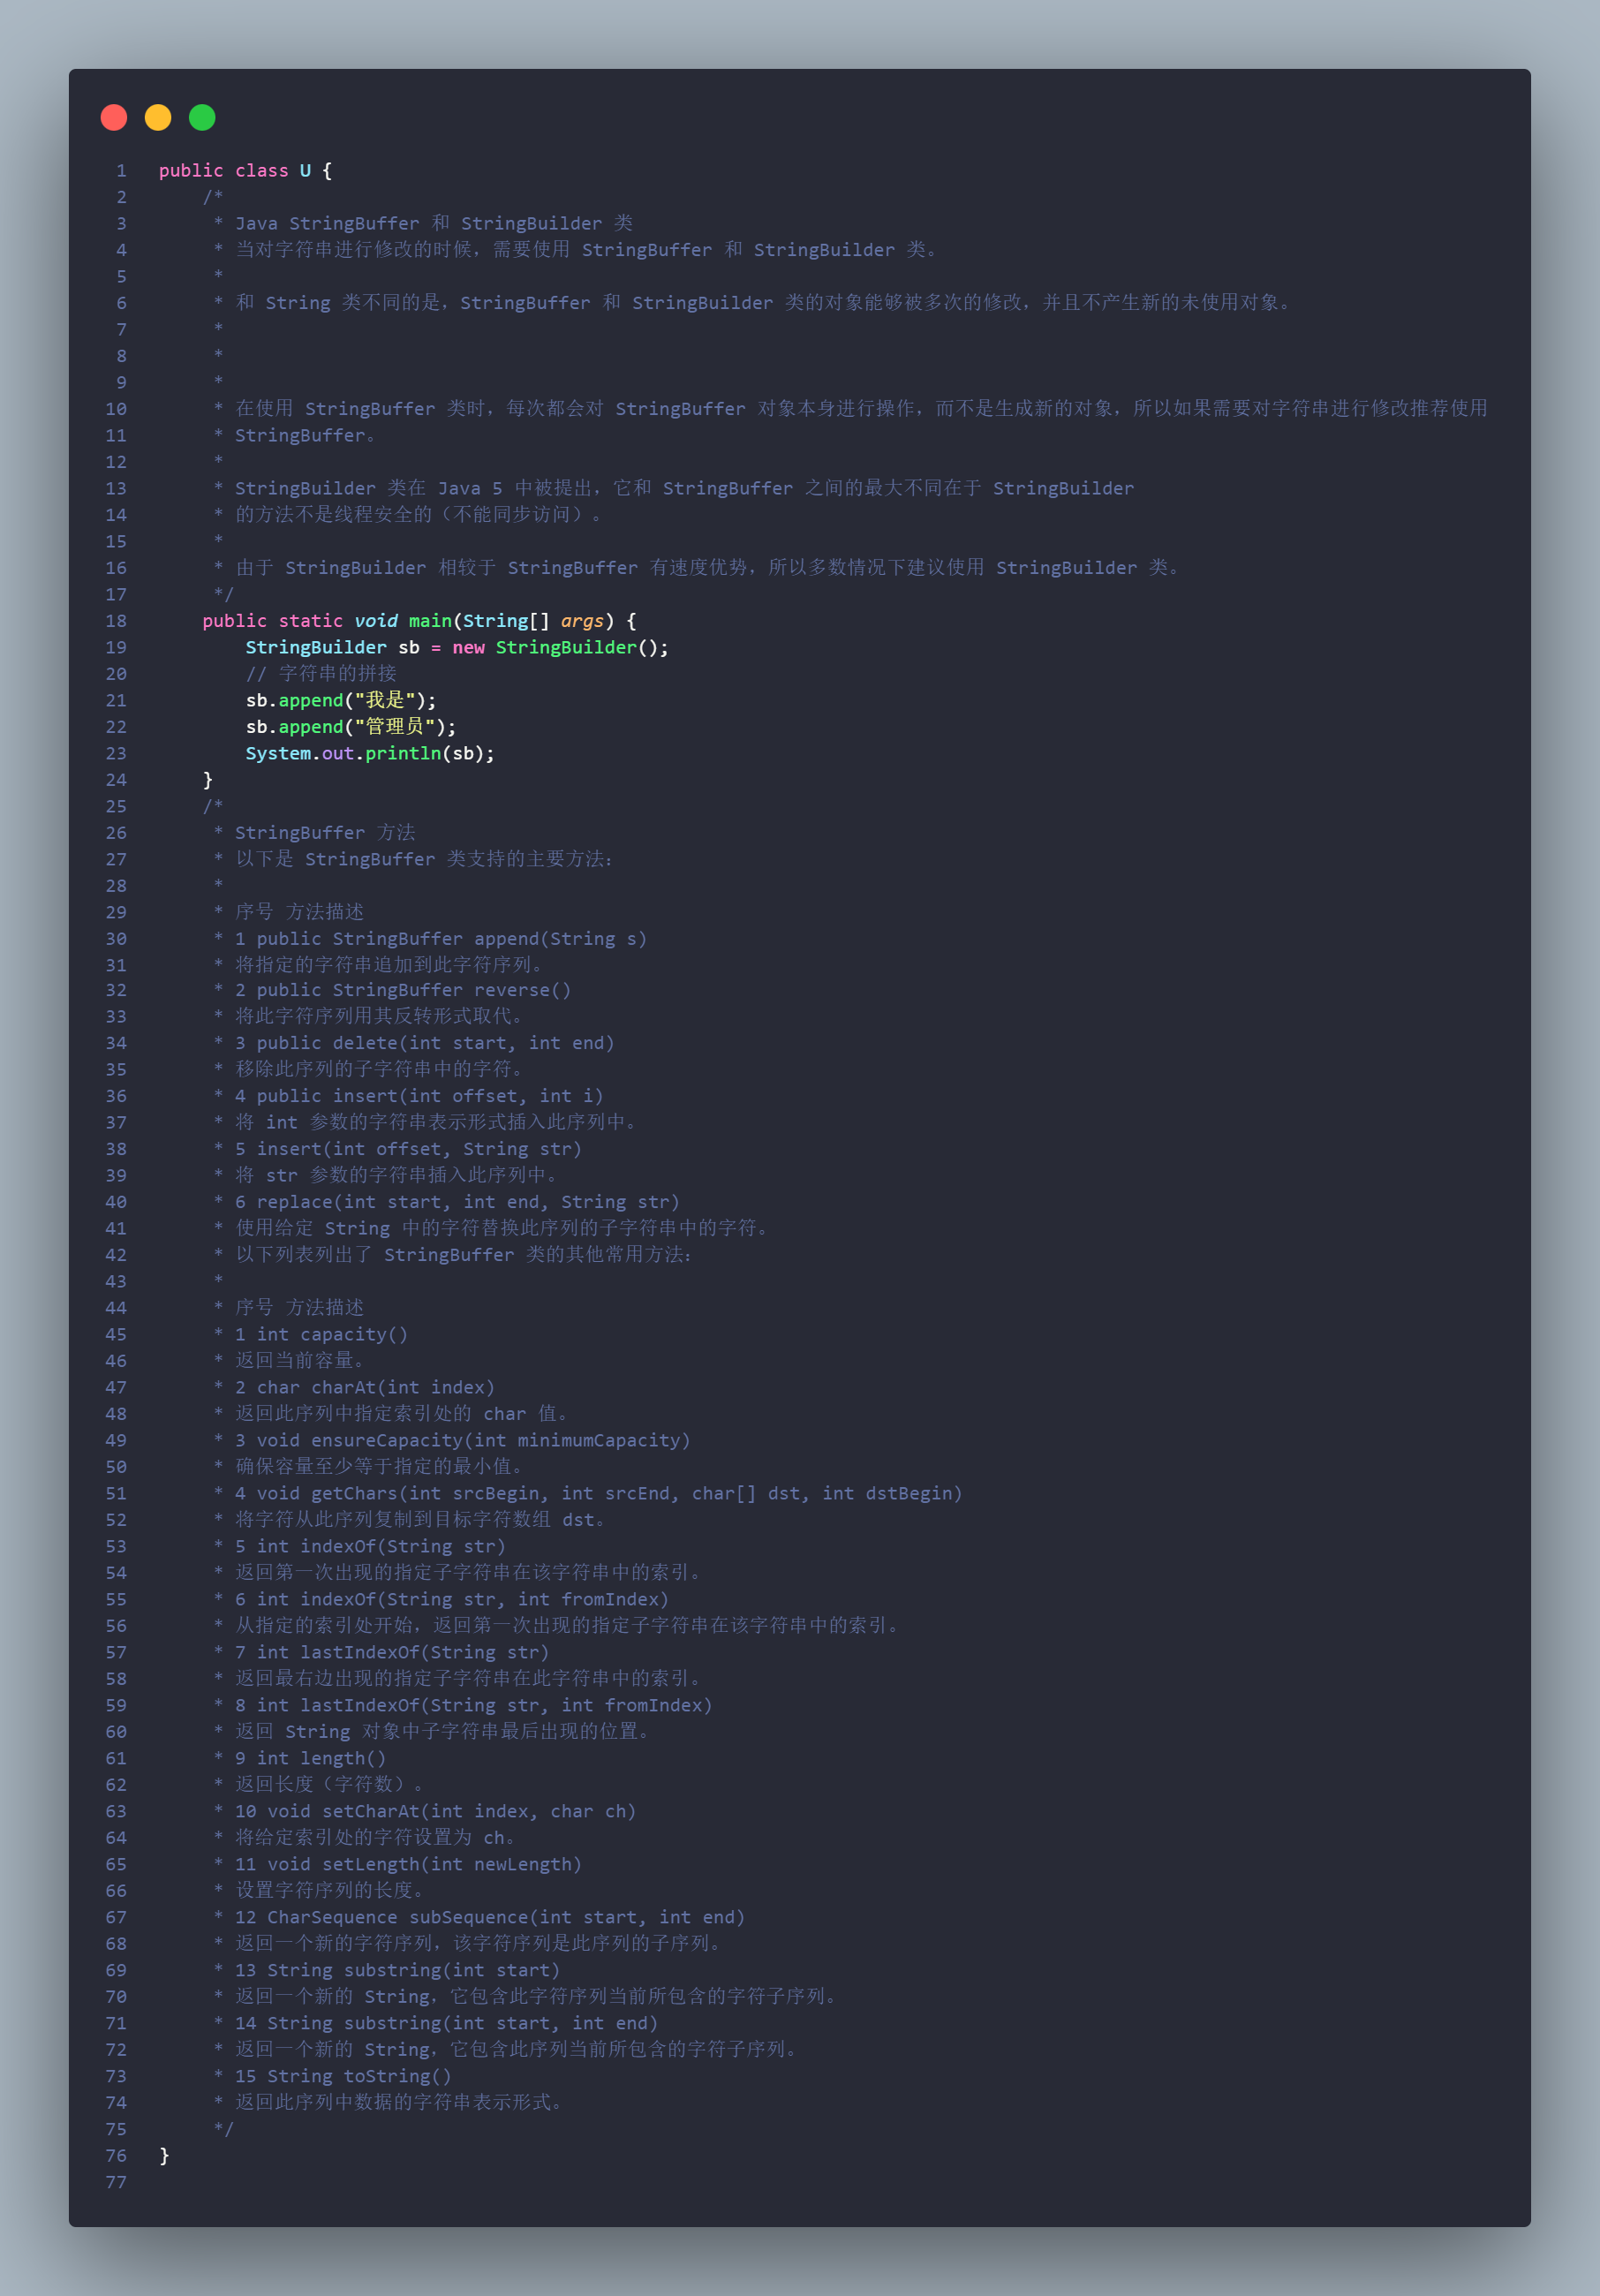 1 public class U {
2 /*
3 * Java StringBuffer 和 StringBuilder 类
4 * 当对字符串进行修改的时候，需要使用 StringBuffer 和 StringBuilder 类。
5 *
6 * 和 String 类不同的是，StringBuffer 和 StringBuilder 类的对象能够被多次的修改，并且不产生新的未使用对象。
7 *
8 *
9 *
10 * 在使用 StringBuffer 类时，每次都会对 StringBuffer 对象本身进行操作，而不是生成新的对象，所以如果需要对字符串进行修改推荐使用
11 * StringBuffer。
12 *
13 * StringBuilder 类在 Java 5 中被提出，它和 StringBuffer 之间的最大不同在于 StringBuilder
14 * 的方法不是线程安全的（不能同步访问）。
15 *
16 * 由于 StringBuilder 相较于 StringBuffer 有速度优势，所以多数情况下建议使用 StringBuilder 类。
17 */
18 public static void main(String[] args) {
19 StringBuilder sb = new StringBuilder();
20 // 字符串的拼接
21 sb.append("我是");
22 sb.append("管理员");
23 System.out.println(sb);
24 }
25 /*
26 * StringBuffer 方法
27 * 以下是 StringBuffer 类支持的主要方法：
28 *
29 * 序号 方法描述
30 * 1 public StringBuffer append(String s)
31 * 将指定的字符串追加到此字符序列。
32 * 2 public StringBuffer reverse()
33 * 将此字符序列用其反转形式取代。
34 * 3 public delete(int start, int end)
35 * 移除此序列的子字符串中的字符。
36 * 4 public insert(int offset, int i)
37 * 将 int 参数的字符串表示形式插入此序列中。
38 * 5 insert(int offset, String str)
39 * 将 str 参数的字符串插入此序列中。
40 * 6 replace(int start, int end, String str)
41 * 使用给定 String 中的字符替换此序列的子字符串中的字符。
42 * 以下列表列出了 StringBuffer 类的其他常用方法：
43 *
44 * 序号 方法描述
45 * 1 int capacity()
46 * 返回当前容量。
47 * 2 char charAt(int index)
48 * 返回此序列中指定索引处的 char 值。
49 * 3 void ensureCapacity(int minimumCapacity)
50 * 确保容量至少等于指定的最小值。
51 * 4 void getChars(int srcBegin, int srcEnd, char[] dst, int dstBegin)
52 * 将字符从此序列复制到目标字符数组 dst。
53 * 5 int indexOf(String str)
54 * 返回第一次出现的指定子字符串在该字符串中的索引。
55 * 6 int indexOf(String str, int fromIndex)
56 * 从指定的索引处开始，返回第一次出现的指定子字符串在该字符串中的索引。
57 * 7 int lastIndexOf(String str)
58 * 返回最右边出现的指定子字符串在此字符串中的索引。
59 * 8 int lastIndexOf(String str, int fromIndex)
60 * 返回 String 对象中子字符串最后出现的位置。
61 * 9 int length()
62 * 返回长度（字符数）。
63 * 10 void setCharAt(int index, char ch)
64 * 将给定索引处的字符设置为 ch。
65 * 11 void setLength(int newLength)
66 * 设置字符序列的长度。
67 * 12 CharSequence subSequence(int start, int end)
68 * 返回一个新的字符序列，该字符序列是此序列的子序列。
69 * 13 String substring(int start)
70 * 返回一个新的 String，它包含此字符序列当前所包含的字符子序列。
71 * 14 String substring(int start, int end)
72 * 返回一个新的 String，它包含此序列当前所包含的字符子序列。
73 * 15 String toString()
74 * 返回此序列中数据的字符串表示形式。
75 */
76 }
77